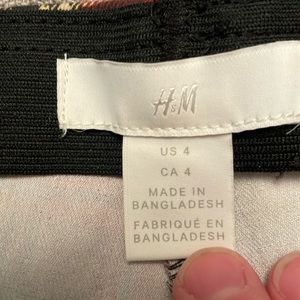 H&M
US 4
CA 4
MADE IN
BANGLADESH
FABRIQUÉ EN
BANGLADESH